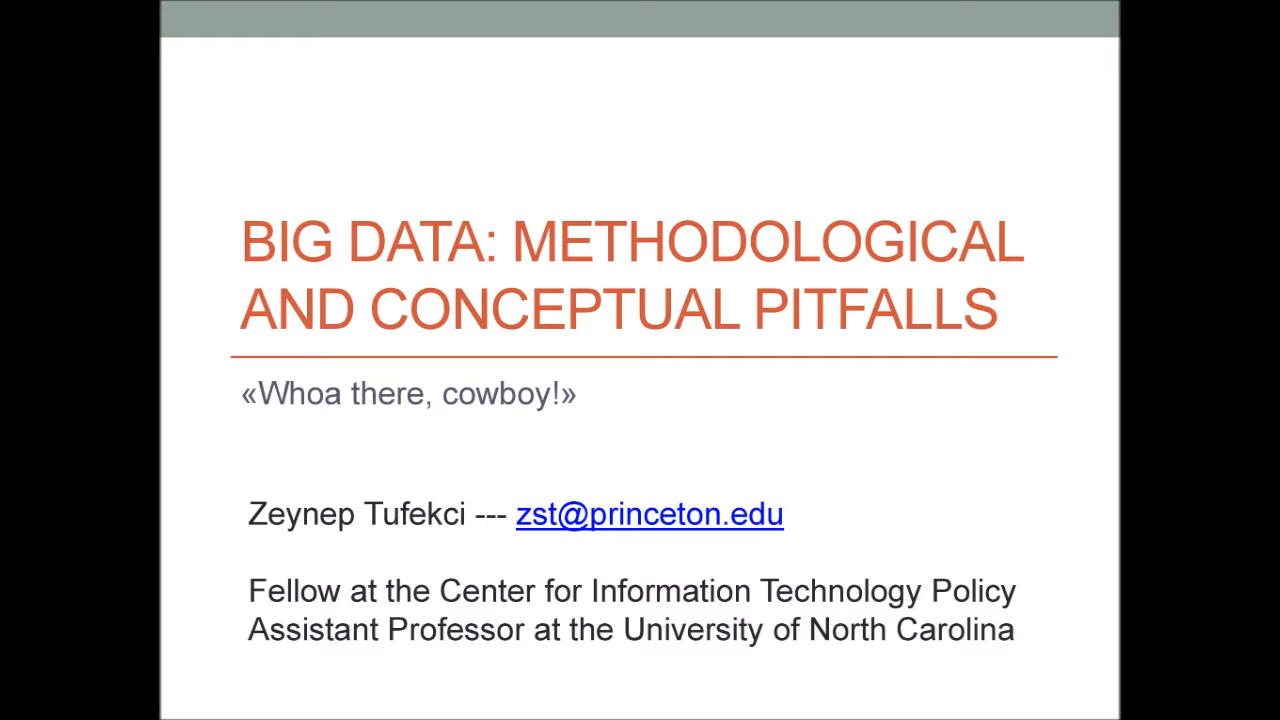 BIG DATA: METHODOLOGICAL
AND CONCEPTUAL PITFALLS
«Whoa there, cowboy!»
Zeynep Tufekci --- zst@princeton.edu
Fellow at the Center for Information Technology Policy
Assistant Professor at the University of North Carolina